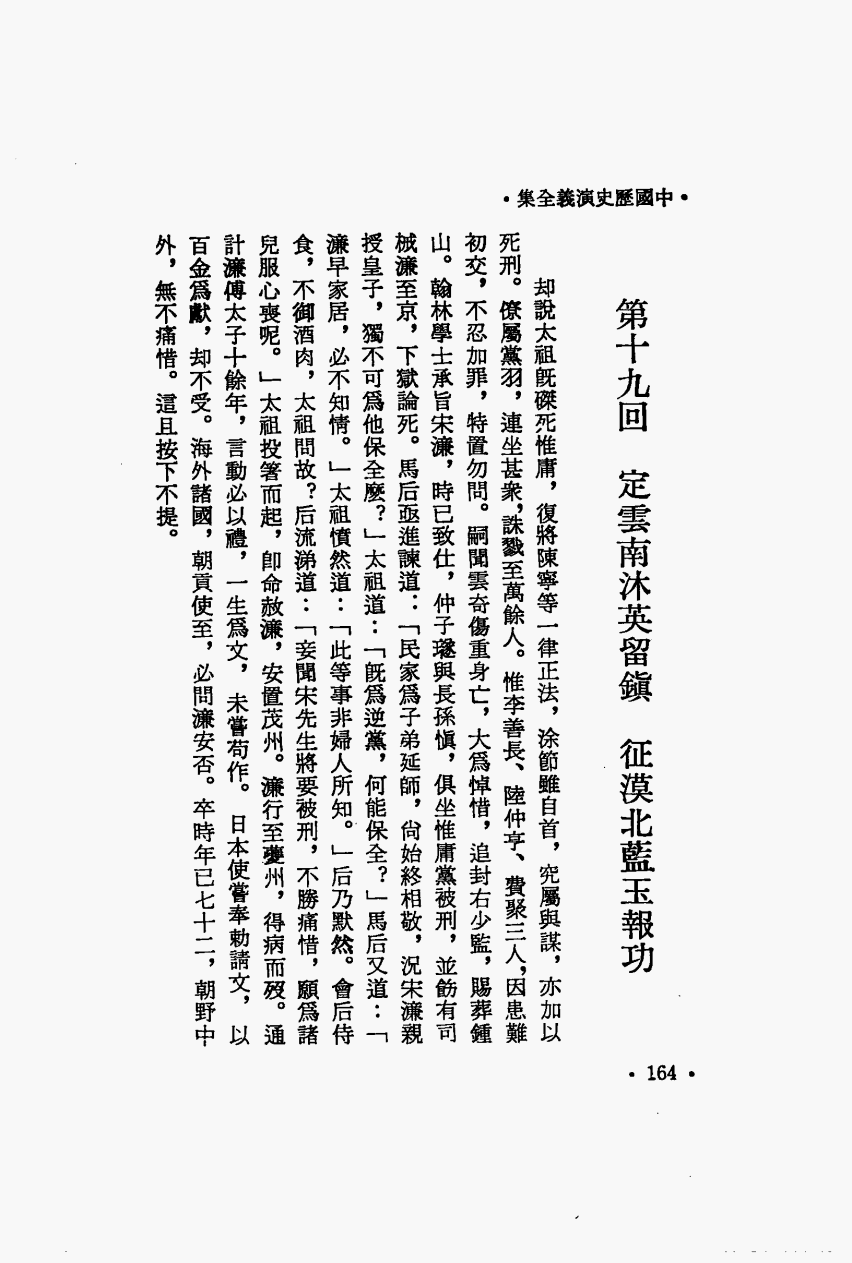 •中國歷史演義全集•
第十九回　定雲南沐英留鎭　征漠北藍玉報功
却說太祖旣磔死惟庸，復將陳寧等一律正法，涂節雖自首，究屬與謀，亦加以
死刑。僚屬黨羽，連坐甚衆，誅戮至萬餘人。惟李善長、陸仲亨、費聚三人，因患難
初交，不忍加罪，特置勿問。嗣聞雲奇傷重身亡，大爲悼惜，追封右少監，賜葬鍾
山。翰林學士承旨宋濂，時已致仕，仲子璲與長孫愼，俱坐惟庸黨被刑，並飭有司
械濂至京，下獄論死。馬后亟進諫道：「民家爲子弟延師，尙始終相敬，況宋濂親
授皇子，獨不可爲他保全麼？」太祖道：「旣爲逆黨，何能保全？」馬后又道：「
濂早家居，必不知情。」太祖憤然道：「此等事非婦人所知。」后乃默然。會后侍
食，不御酒肉，太祖問故？后流涕道：「妾聞宋先生將要被刑，不勝痛惜，願爲諸
兒服心喪呢。」太祖投箸而起，卽命赦濂，安置茂州。濂行至夔州，得病而歿。通
計濂傅太子十餘年，言動必以禮，一生爲文，未嘗苟作。日本使嘗奉勅請文，以
百金爲獻，却不受。海外諸國，朝貢使至，必問濂安否。卒時年已七十二，朝野中
外，無不痛惜。這且按下不提。
•164•